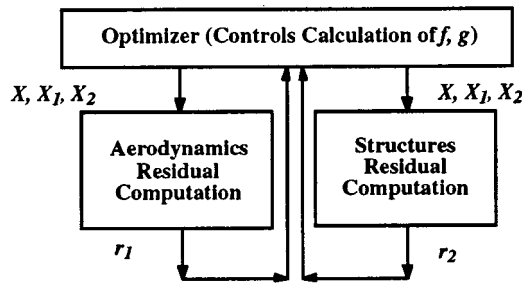 Optimizer (Controls Calculation of f, g)
X, X1, X2
X, X1, X2
Aerodynamics
Residual
Computation
Structures
Residual
Computation
r1
r2